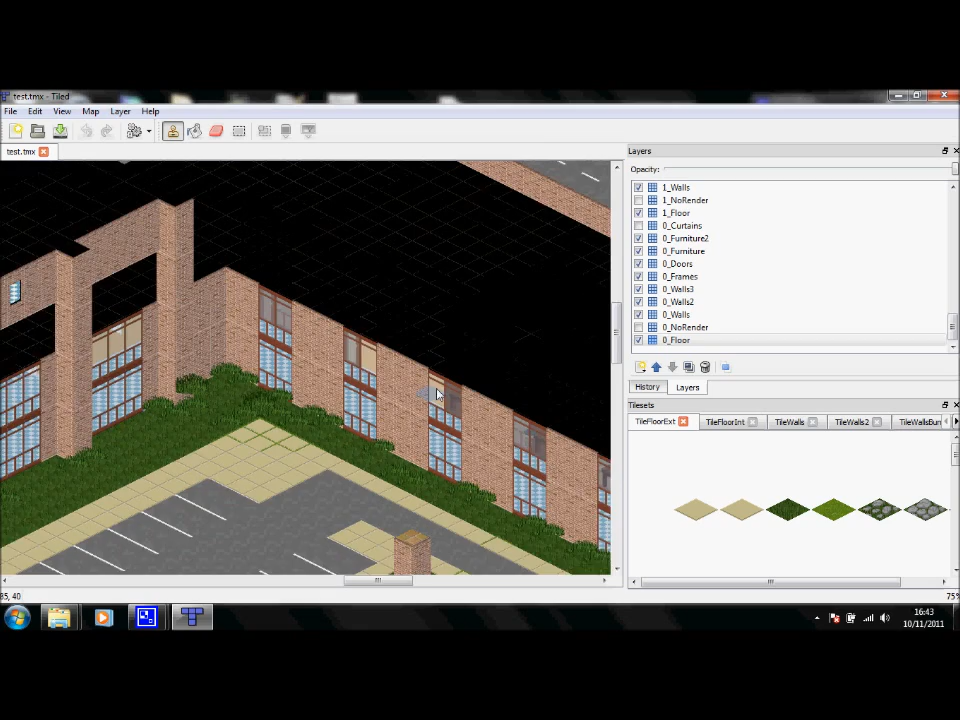 test.tmx - Tiled
File Edit View Map Layer Help
test.tmx
Layers
Opacity:
1_Walls
1_NoRender
1_Floor
0_Curtains
0_Furniture2
0_Furniture
0_Doors
0_Frames
0_Walls3
0_Walls2
0_Walls
0_NoRender
0_Floor
History Layers
Tilesets
TileFloorExt TileFloorInt TileWalls TileWalls2 TileWallsBun
85, 40
75%
16:43
10/11/2011